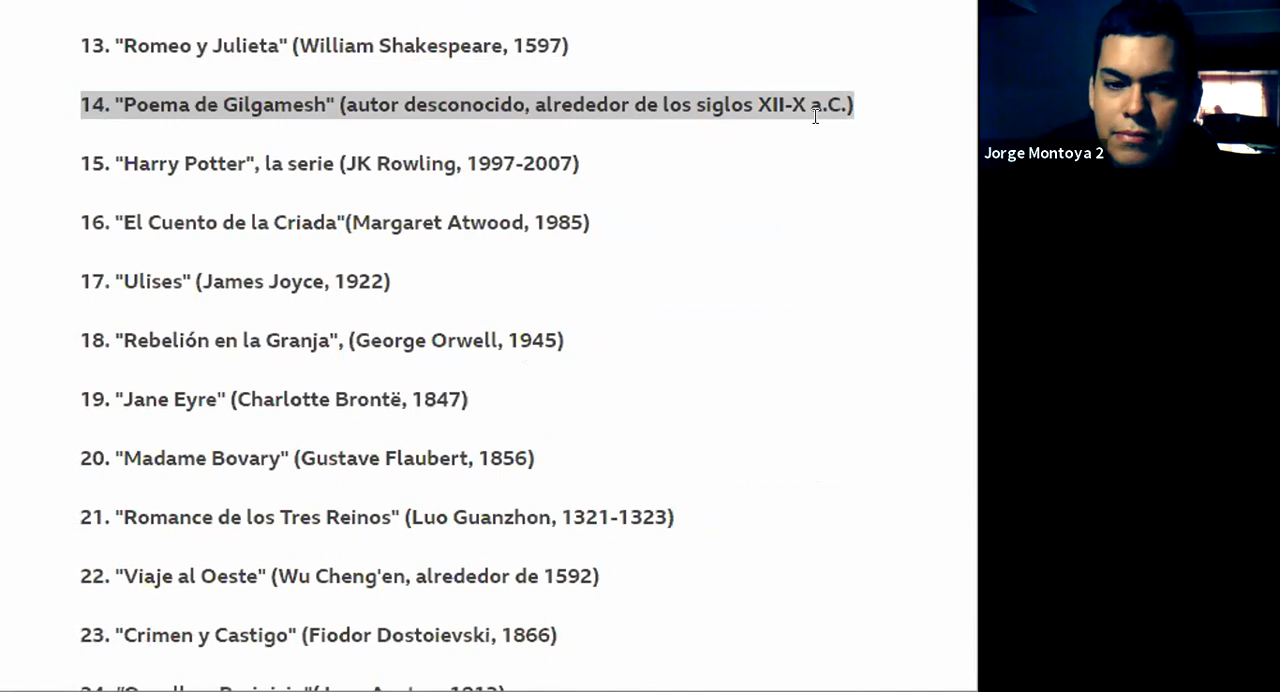 13. "Romeo y Julieta" (William Shakespeare, 1597)
14. "Poema de Gilgamesh" (autor desconocido, alrededor de los siglos XII-X a.C.)
15. "Harry Potter", la serie (JK Rowling, 1997-2007)
16. "El Cuento de la Criada"(Margaret Atwood, 1985)
17. "Ulises" (James Joyce, 1922)
18. "Rebelión en la Granja", (George Orwell, 1945)
19. "Jane Eyre" (Charlotte Brontë, 1847)
20. "Madame Bovary" (Gustave Flaubert, 1856)
21. "Romance de los Tres Reinos" (Luo Guanzhon, 1321-1323)
22. "Viaje al Oeste" (Wu Cheng'en, alrededor de 1592)
23. "Crimen y Castigo" (Fiodor Dostoievski, 1866)
Jorge Montoya 2